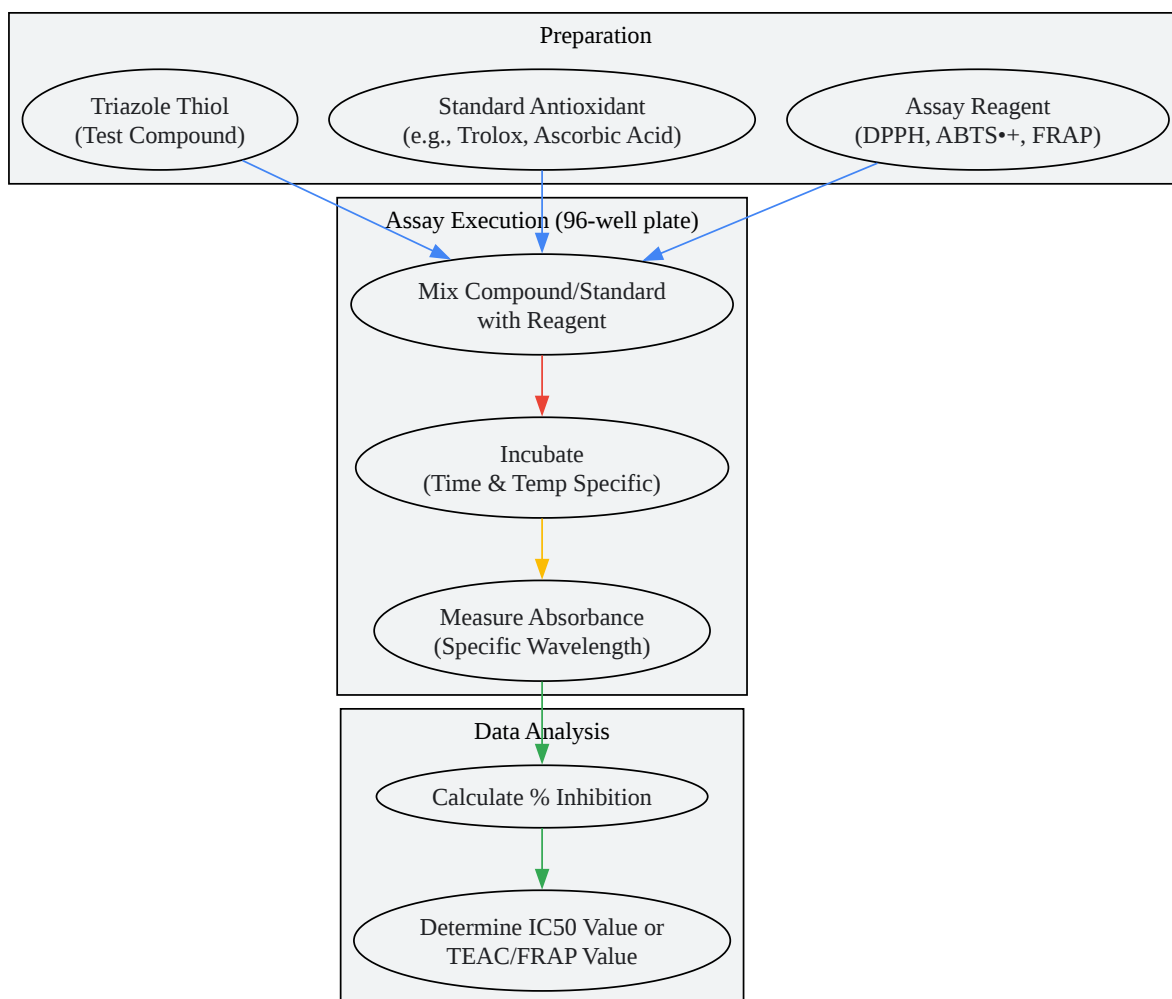 Preparation
Triazole Thiol
(Test Compound)
Standard Antioxidant
(e.g., Trolox, Ascorbic Acid)
Assay Reagent
(DPPH, ABTS•+, FRAP)
Assay Execution (96-well plate)
Mix Compound/Standard
with Reagent
Incubate
(Time & Temp Specific)
Measure Absorbance
(Specific Wavelength)
Data Analysis
Calculate % Inhibition
Determine IC50 Value or
TEAC/FRAP Value